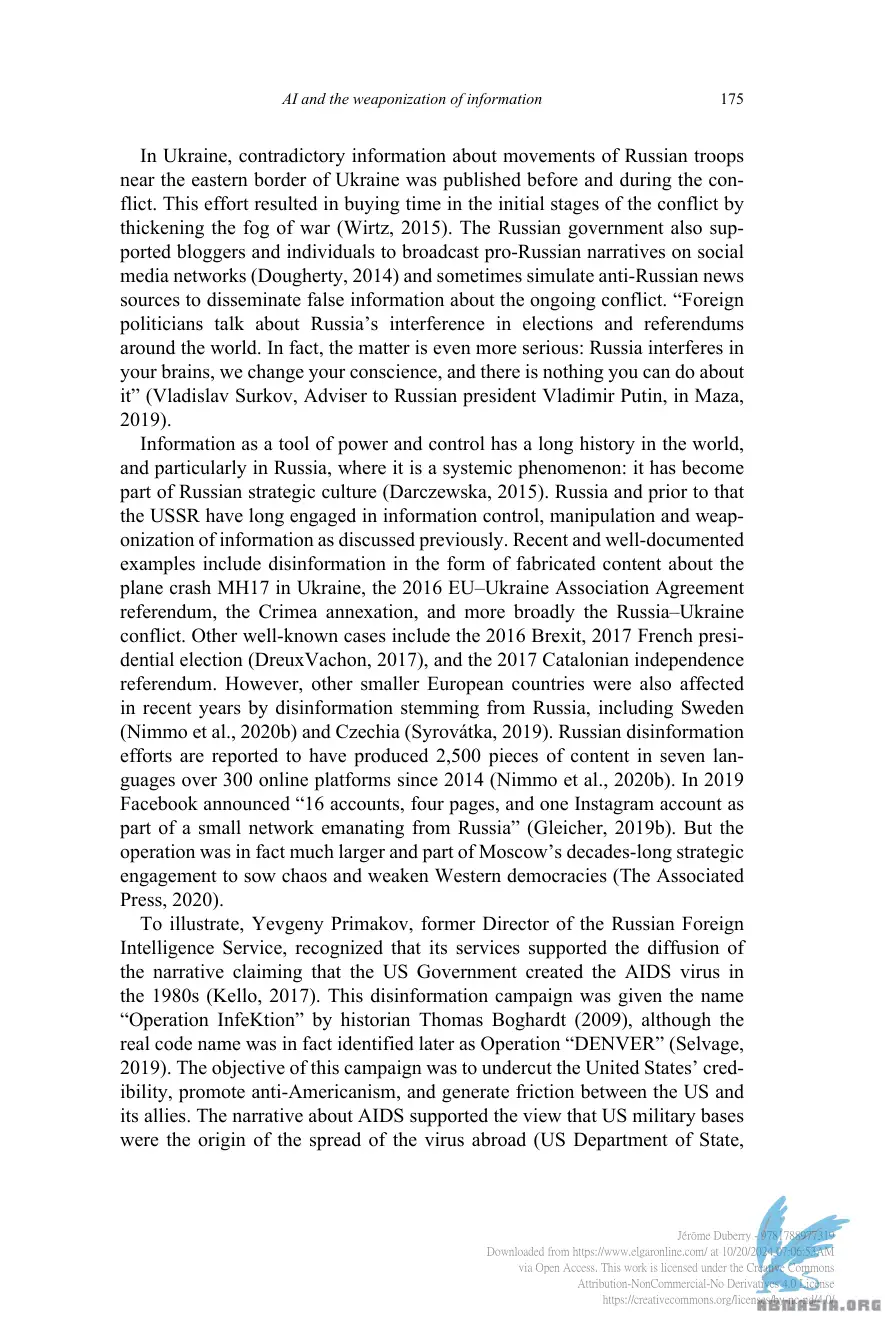 AI and the weaponization of information 175
In Ukraine, contradictory information about movements of Russian troops
near the eastern border of Ukraine was published before and during the con-
flict. This effort resulted in buying time in the initial stages of the conflict by
thickening the fog of war (Wirtz, 2015). The Russian government also sup-
ported bloggers and individuals to broadcast pro-Russian narratives on social
media networks (Dougherty, 2014) and sometimes simulate anti-Russian news
sources to disseminate false information about the ongoing conflict. “Foreign
politicians talk about Russia’s interference in elections and referendums
around the world. In fact, the matter is even more serious: Russia interferes in
your brains, we change your conscience, and there is nothing you can do about
it” (Vladislav Surkov, Adviser to Russian president Vladimir Putin, in Maza,
2019).
Information as a tool of power and control has a long history in the world,
and particularly in Russia, where it is a systemic phenomenon: it has become
part of Russian strategic culture (Darczewska, 2015). Russia and prior to that
the USSR have long engaged in information control, manipulation and weap-
onization of information as discussed previously. Recent and well-documented
examples include disinformation in the form of fabricated content about the
plane crash MH17 in Ukraine, the 2016 EU–Ukraine Association Agreement
referendum, the Crimea annexation, and more broadly the Russia–Ukraine
conflict. Other well-known cases include the 2016 Brexit, 2017 French presi-
dential election (DreuxVachon, 2017), and the 2017 Catalonian independence
referendum. However, other smaller European countries were also affected
in recent years by disinformation stemming from Russia, including Sweden
(Nimmo et al., 2020b) and Czechia (Syrovátka, 2019). Russian disinformation
efforts are reported to have produced 2,500 pieces of content in seven lan-
guages over 300 online platforms since 2014 (Nimmo et al., 2020b). In 2019
Facebook announced “16 accounts, four pages, and one Instagram account as
part of a small network emanating from Russia” (Gleicher, 2019b). But the
operation was in fact much larger and part of Moscow’s decades-long strategic
engagement to sow chaos and weaken Western democracies (The Associated
Press, 2020).
To illustrate, Yevgeny Primakov, former Director of the Russian Foreign
Intelligence Service, recognized that its services supported the diffusion of
the narrative claiming that the US Government created the AIDS virus in
the 1980s (Kello, 2017). This disinformation campaign was given the name
“Operation InfeKtion” by historian Thomas Boghardt (2009), although the
real code name was in fact identified later as Operation “DENVER” (Selvage,
2019). The objective of this campaign was to undercut the United States’ cred-
ibility, promote anti-Americanism, and generate friction between the US and
its allies. The narrative about AIDS supported the view that US military bases
were the origin of the spread of the virus abroad (US Department of State,
Jérôme Duberry - 9781788977319
Downloaded from https://www.elgaronline.com/ at 10/20/2024 07:06:53AM
via Open Access. This work is licensed under the Creative Commons
Attribution-NonCommercial-No Derivatives 4.0 License
https://creativecommons.org/licenses/by-nc-nd/4.0/
ABTWASIA.ORG